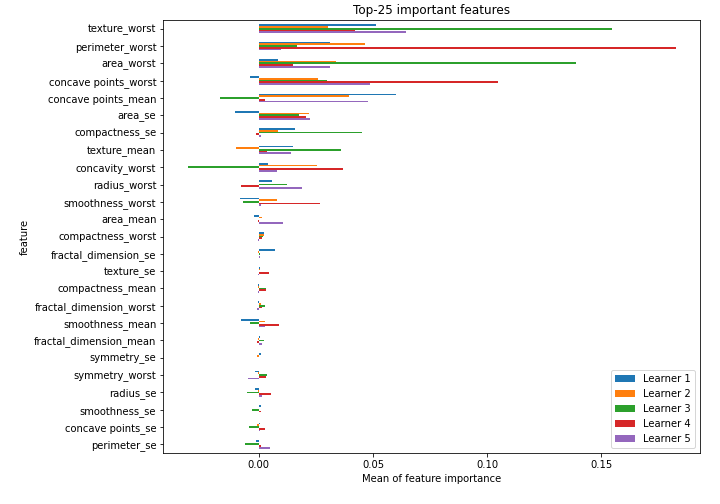 Top-25 important features
texture_worst
perimeter_worst
area_worst
concave points_worst
concave points_mean
area_se
compactness_se
texture_mean
concavity_worst
radius_worst
smoothness_worst
area_mean
compactness_worst
fractal_dimension_se
texture_se
compactness_mean
fractal_dimension_worst
smoothness_mean
fractal_dimension_mean
symmetry_se
symmetry_worst
radius_se
smoothness_se
concave points_se
perimeter_se
feature
Learner 1
Learner 2
Learner 3
Learner 4
Learner 5
0.00 0.05 0.10 0.15
Mean of feature importance